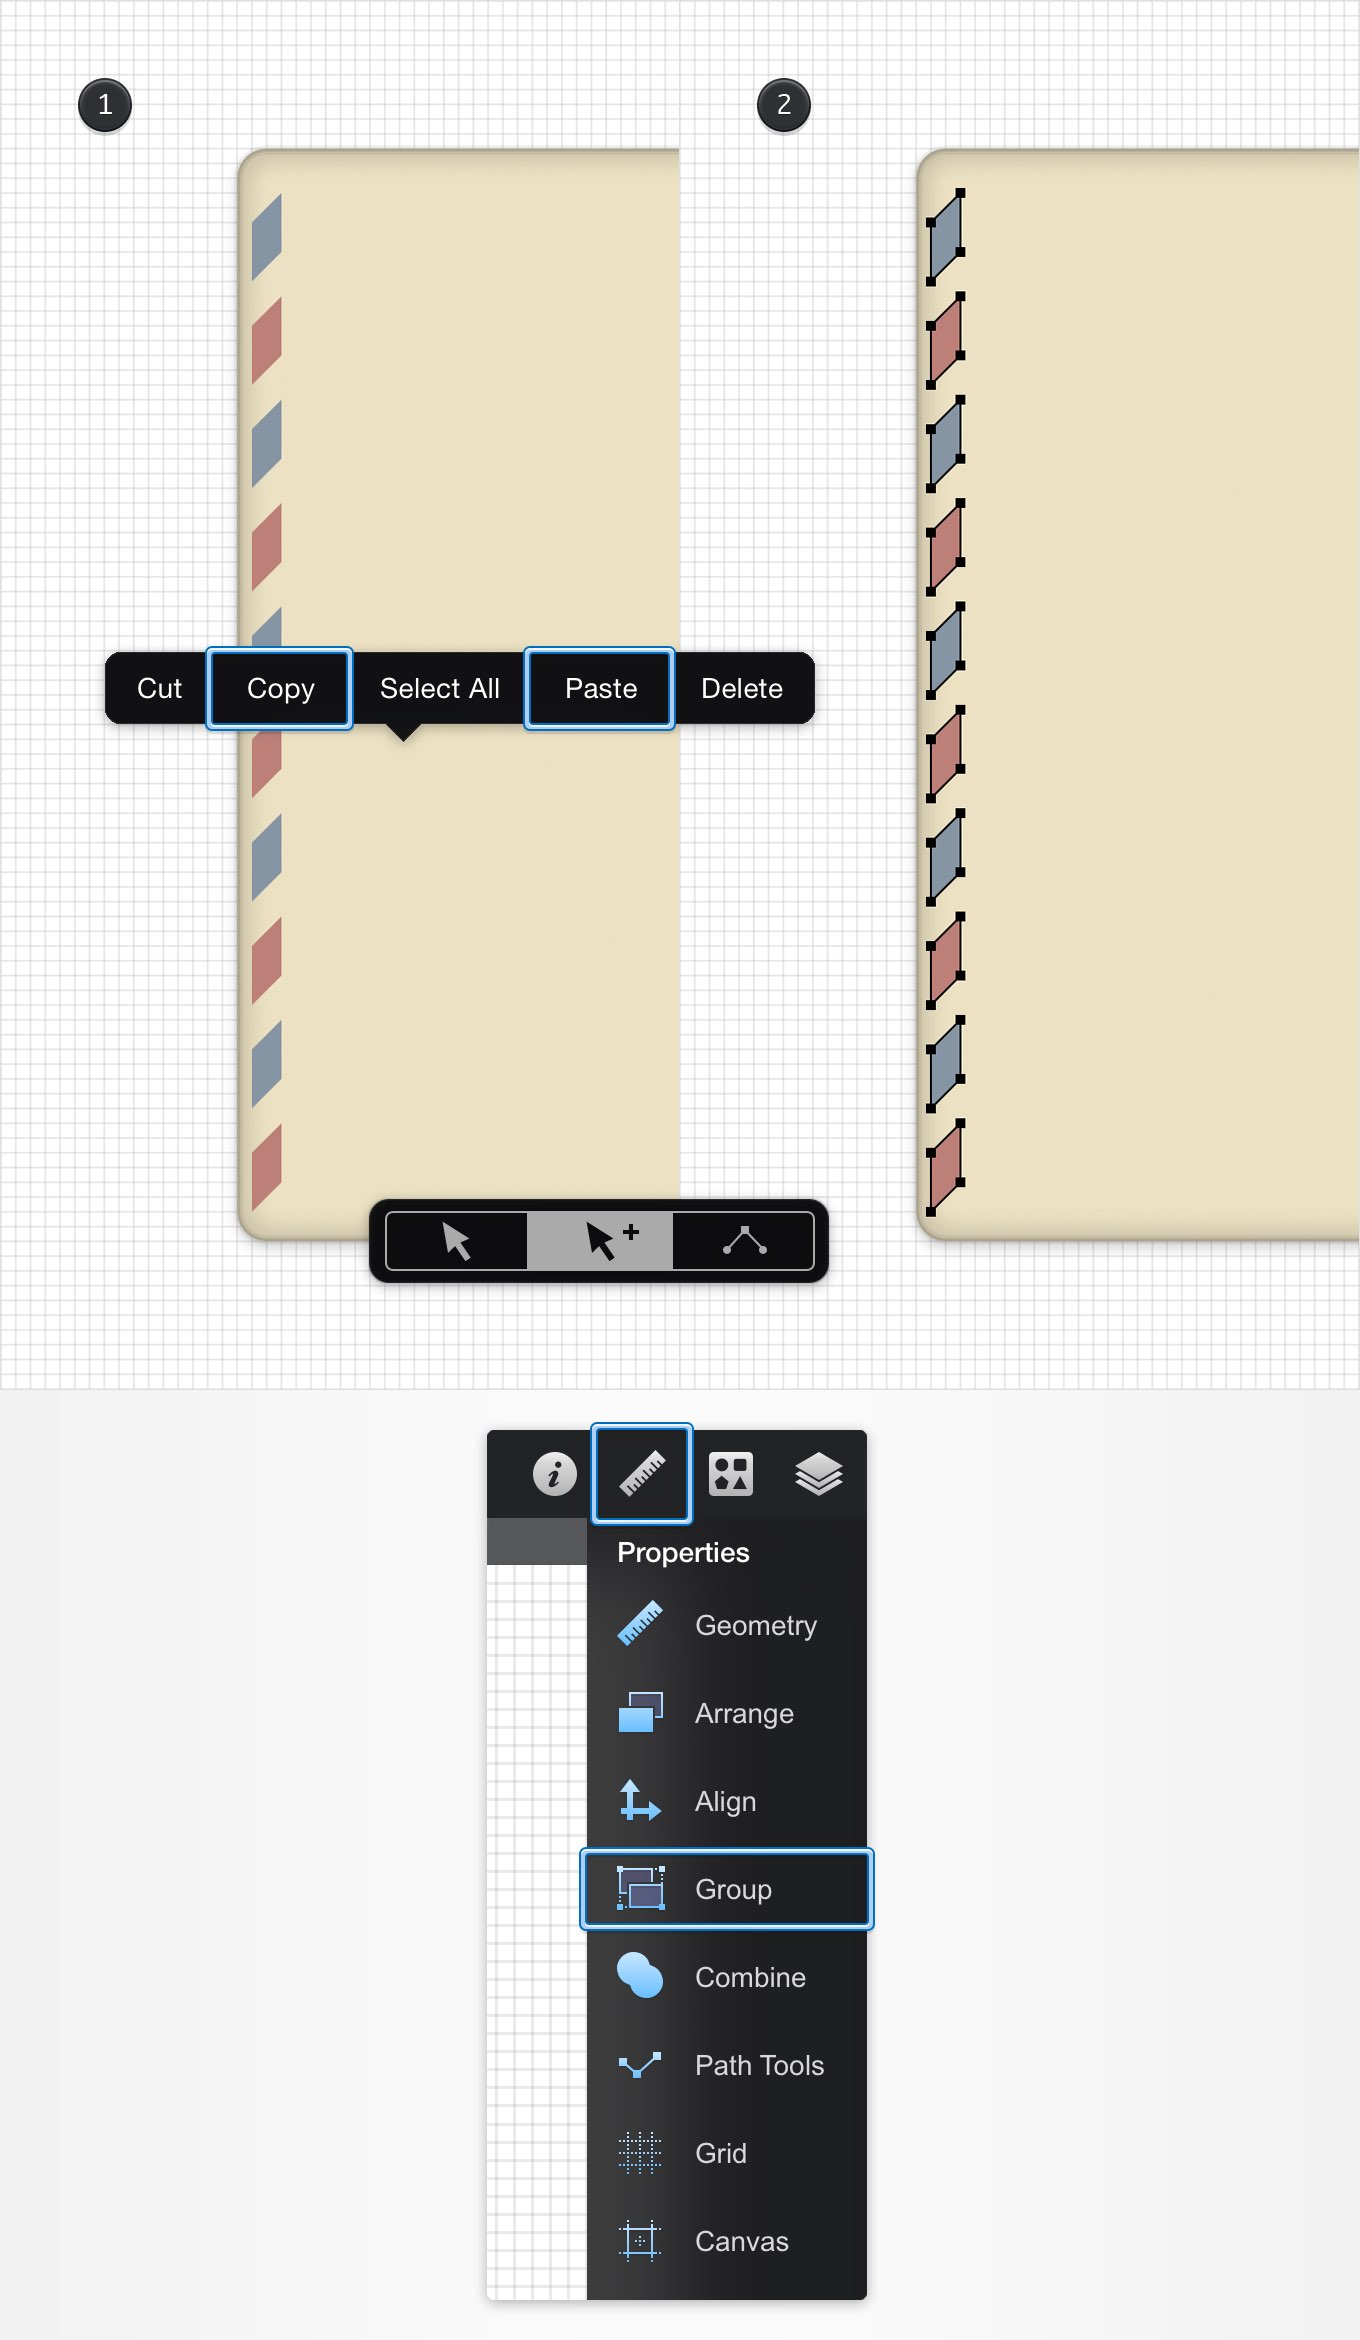 1
2
Cut Copy Select All Paste Delete
i
Properties
Geometry
Arrange
Align
Group
Combine
Path Tools
Grid
Canvas